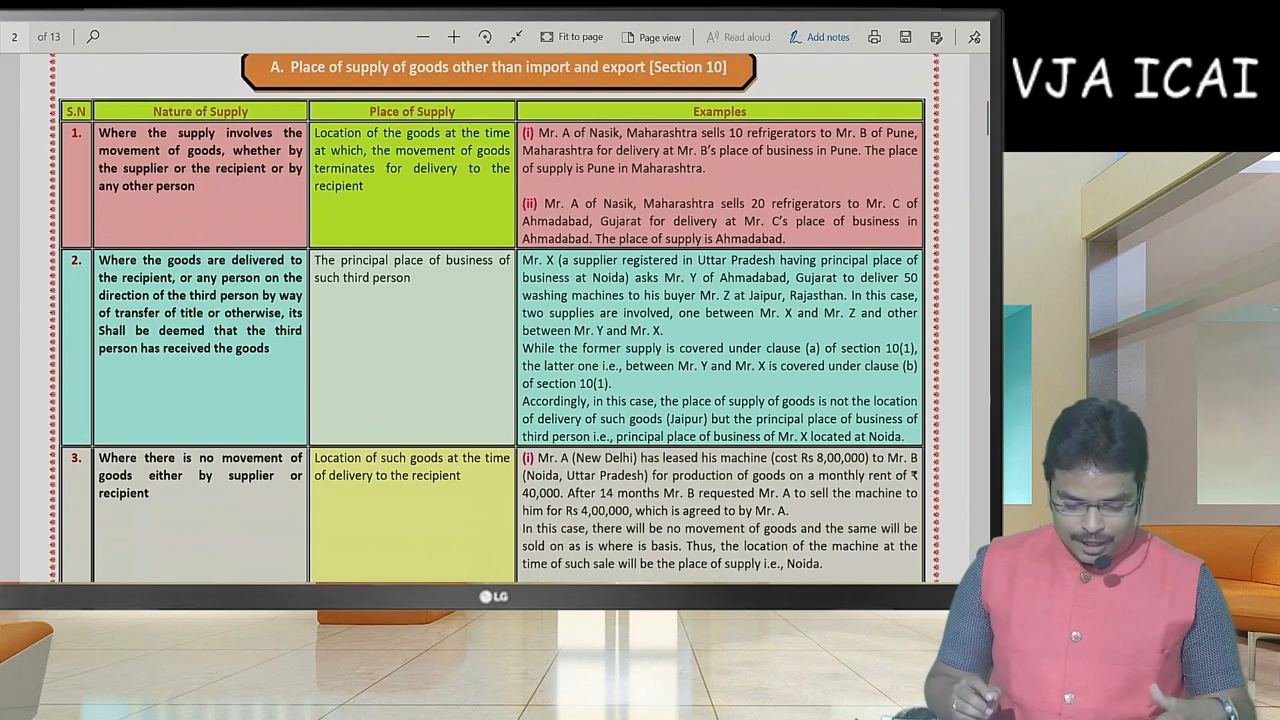 2 of 13
Fit to page
Page view
Read aloud
Add notes
VJA ICAI
A. Place of supply of goods other than import and export [Section 10]
S.N
Nature of Supply
Place of Supply
Examples
1.
Where the supply involves the
movement of goods, whether by
the supplier or the recipient or by
any other person
Location of the goods at the time
at which, the movement of goods
terminates for delivery to the
recipient
(i) Mr. A of Nasik, Maharashtra sells 10 refrigerators to Mr. B of Pune,
Maharashtra for delivery at Mr. B's place of business in Pune. The place
of supply is Pune in Maharashtra.
(ii) Mr. A of Nasik, Maharashtra sells 20 refrigerators to Mr. C of
Ahmadabad, Gujarat for delivery at Mr. C's place of business in
Ahmadabad. The place of supply is Ahmadabad.
2.
Where the goods are delivered to
the recipient, or any person on the
direction of the third person by way
of transfer of title or otherwise, its
Shall be deemed that the third
person has received the goods
The principal place of business of
such third person
Mr. X (a supplier registered in Uttar Pradesh having principal place of
business at Noida) asks Mr. Y of Ahmadabad, Gujarat to deliver 50
washing machines to his buyer Mr. Z at Jaipur, Rajasthan. In this case,
two supplies are involved, one between Mr. X and Mr. Z and other
between Mr. Y and Mr. X.
While the former supply is covered under clause (a) of section 10(1),
the latter one i.e., between Mr. Y and Mr. X is covered under clause (b)
of section 10(1).
Accordingly, in this case, the place of supply of goods is not the location
of delivery of such goods (Jaipur) but the principal place of business of
third person i.e., principal place of business of Mr. X located at Noida.
3.
Where there is no movement of
goods either by supplier or
recipient
Location of such goods at the time
of delivery to the recipient
(i) Mr. A (New Delhi) has leased his machine (cost Rs 8,00,000) to Mr. B
(Noida, Uttar Pradesh) for production of goods on a monthly rent of ₹
40,000. After 14 months Mr. B requested Mr. A to sell the machine to
him for Rs 4,00,000, which is agreed to by Mr. A.
In this case, there will be no movement of goods and the same will be
sold on as is where is basis. Thus, the location of the machine at the
time of such sale will be the place of supply i.e., Noida.
LG